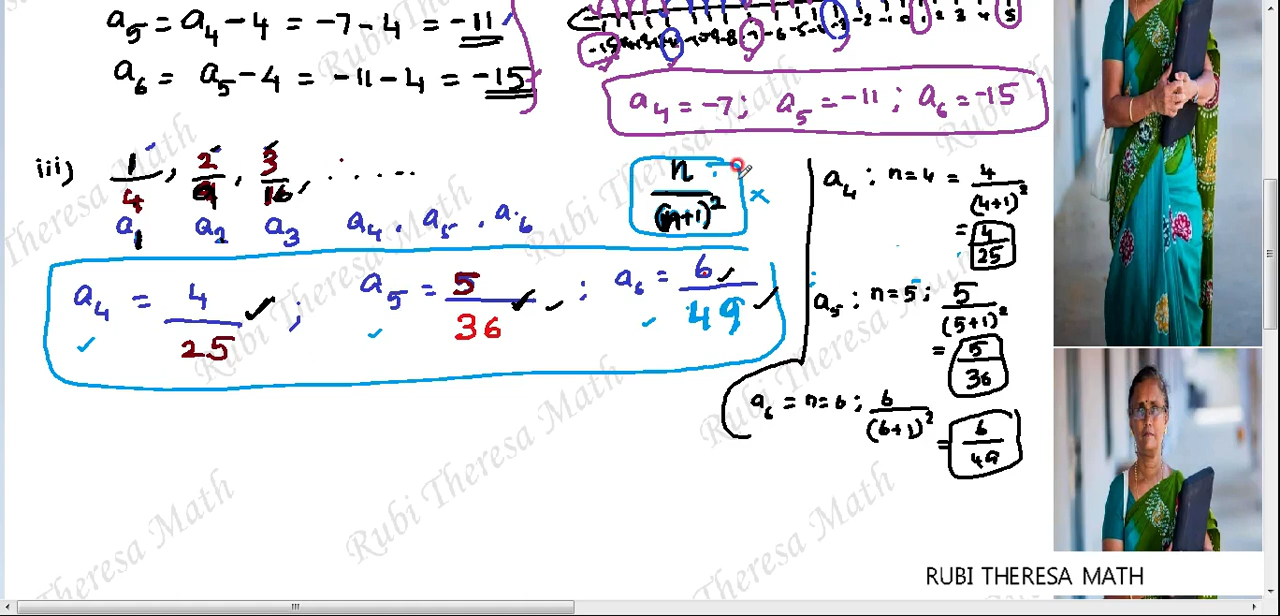 a5 = a4 - 4 = -7 - 4 = -11
a6 = a5 - 4 = -11 - 4 = -15
a4 = -7; a5 = -11; a6 = -15
iii) 1/4, 2/9, 3/16, . . . . . .
a1 a2 a3 a4, a5, a6
n/(n+1)² ×
a4 = 4/25 ✓ ; a5 = 5/36 ✓ ✓ ; a6 = 6/49 ✓
a4 : n=4 = 4/(4+1)²
= 4/25
a5 : n=5 ; 5/(5+1)²
= 5/36
a6 = n=6 ; 6/(6+1)²
= 6/49
Rubi Theresa Math
RUBI THERESA MATH